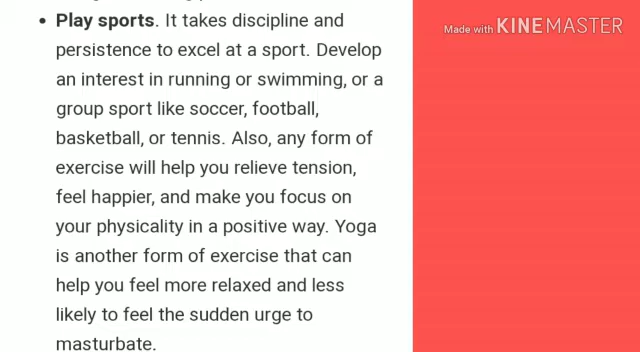 • Play sports. It takes discipline and
persistence to excel at a sport. Develop
an interest in running or swimming, or a
group sport like soccer, football,
basketball, or tennis. Also, any form of
exercise will help you relieve tension,
feel happier, and make you focus on
your physicality in a positive way. Yoga
is another form of exercise that can
help you feel more relaxed and less
likely to feel the sudden urge to
masturbate.
Made with KINEMASTER